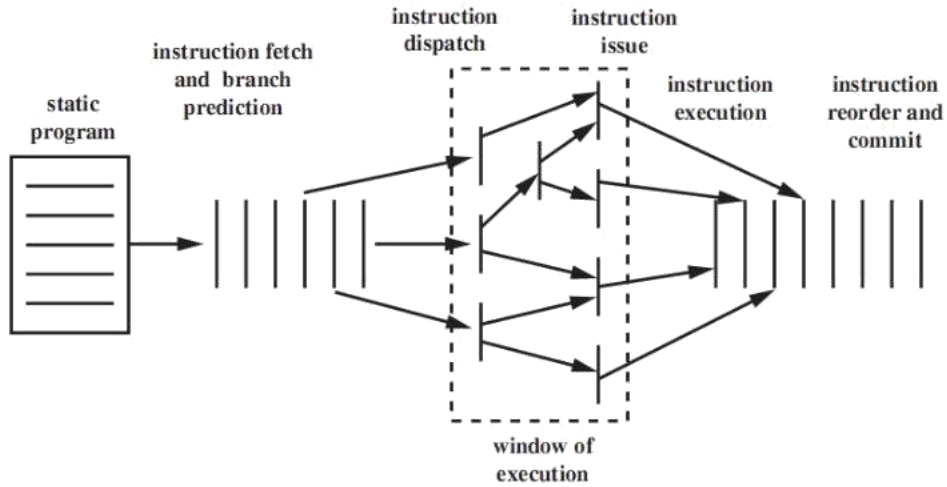 static
program
instruction fetch
and branch
prediction
instruction
dispatch
instruction
issue
instruction
execution
instruction
reorder and
commit
window of
execution